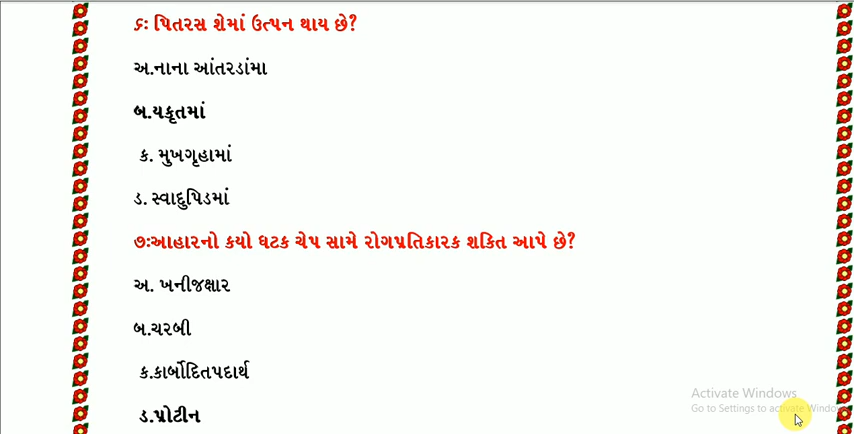 ૬: પિતરસ શેમાં ઉત્પન થાય છે?
અ.નાના આંતરડાંમા
બ.યકૃતમાં
ક. મુખગૃહામાં
ડ. સ્વાદુપિડમાં
૭:આહારનો કયો ઘટક ચેપ સામે રોગપ્રતિકારક શકિત આપે છે?
અ. ખનીજક્ષાર
બ.ચરબી
ક.કાર્બોદિતપદાર્થ
ડ.પ્રોટીન
Activate Windows
Go to Settings to activate Windows